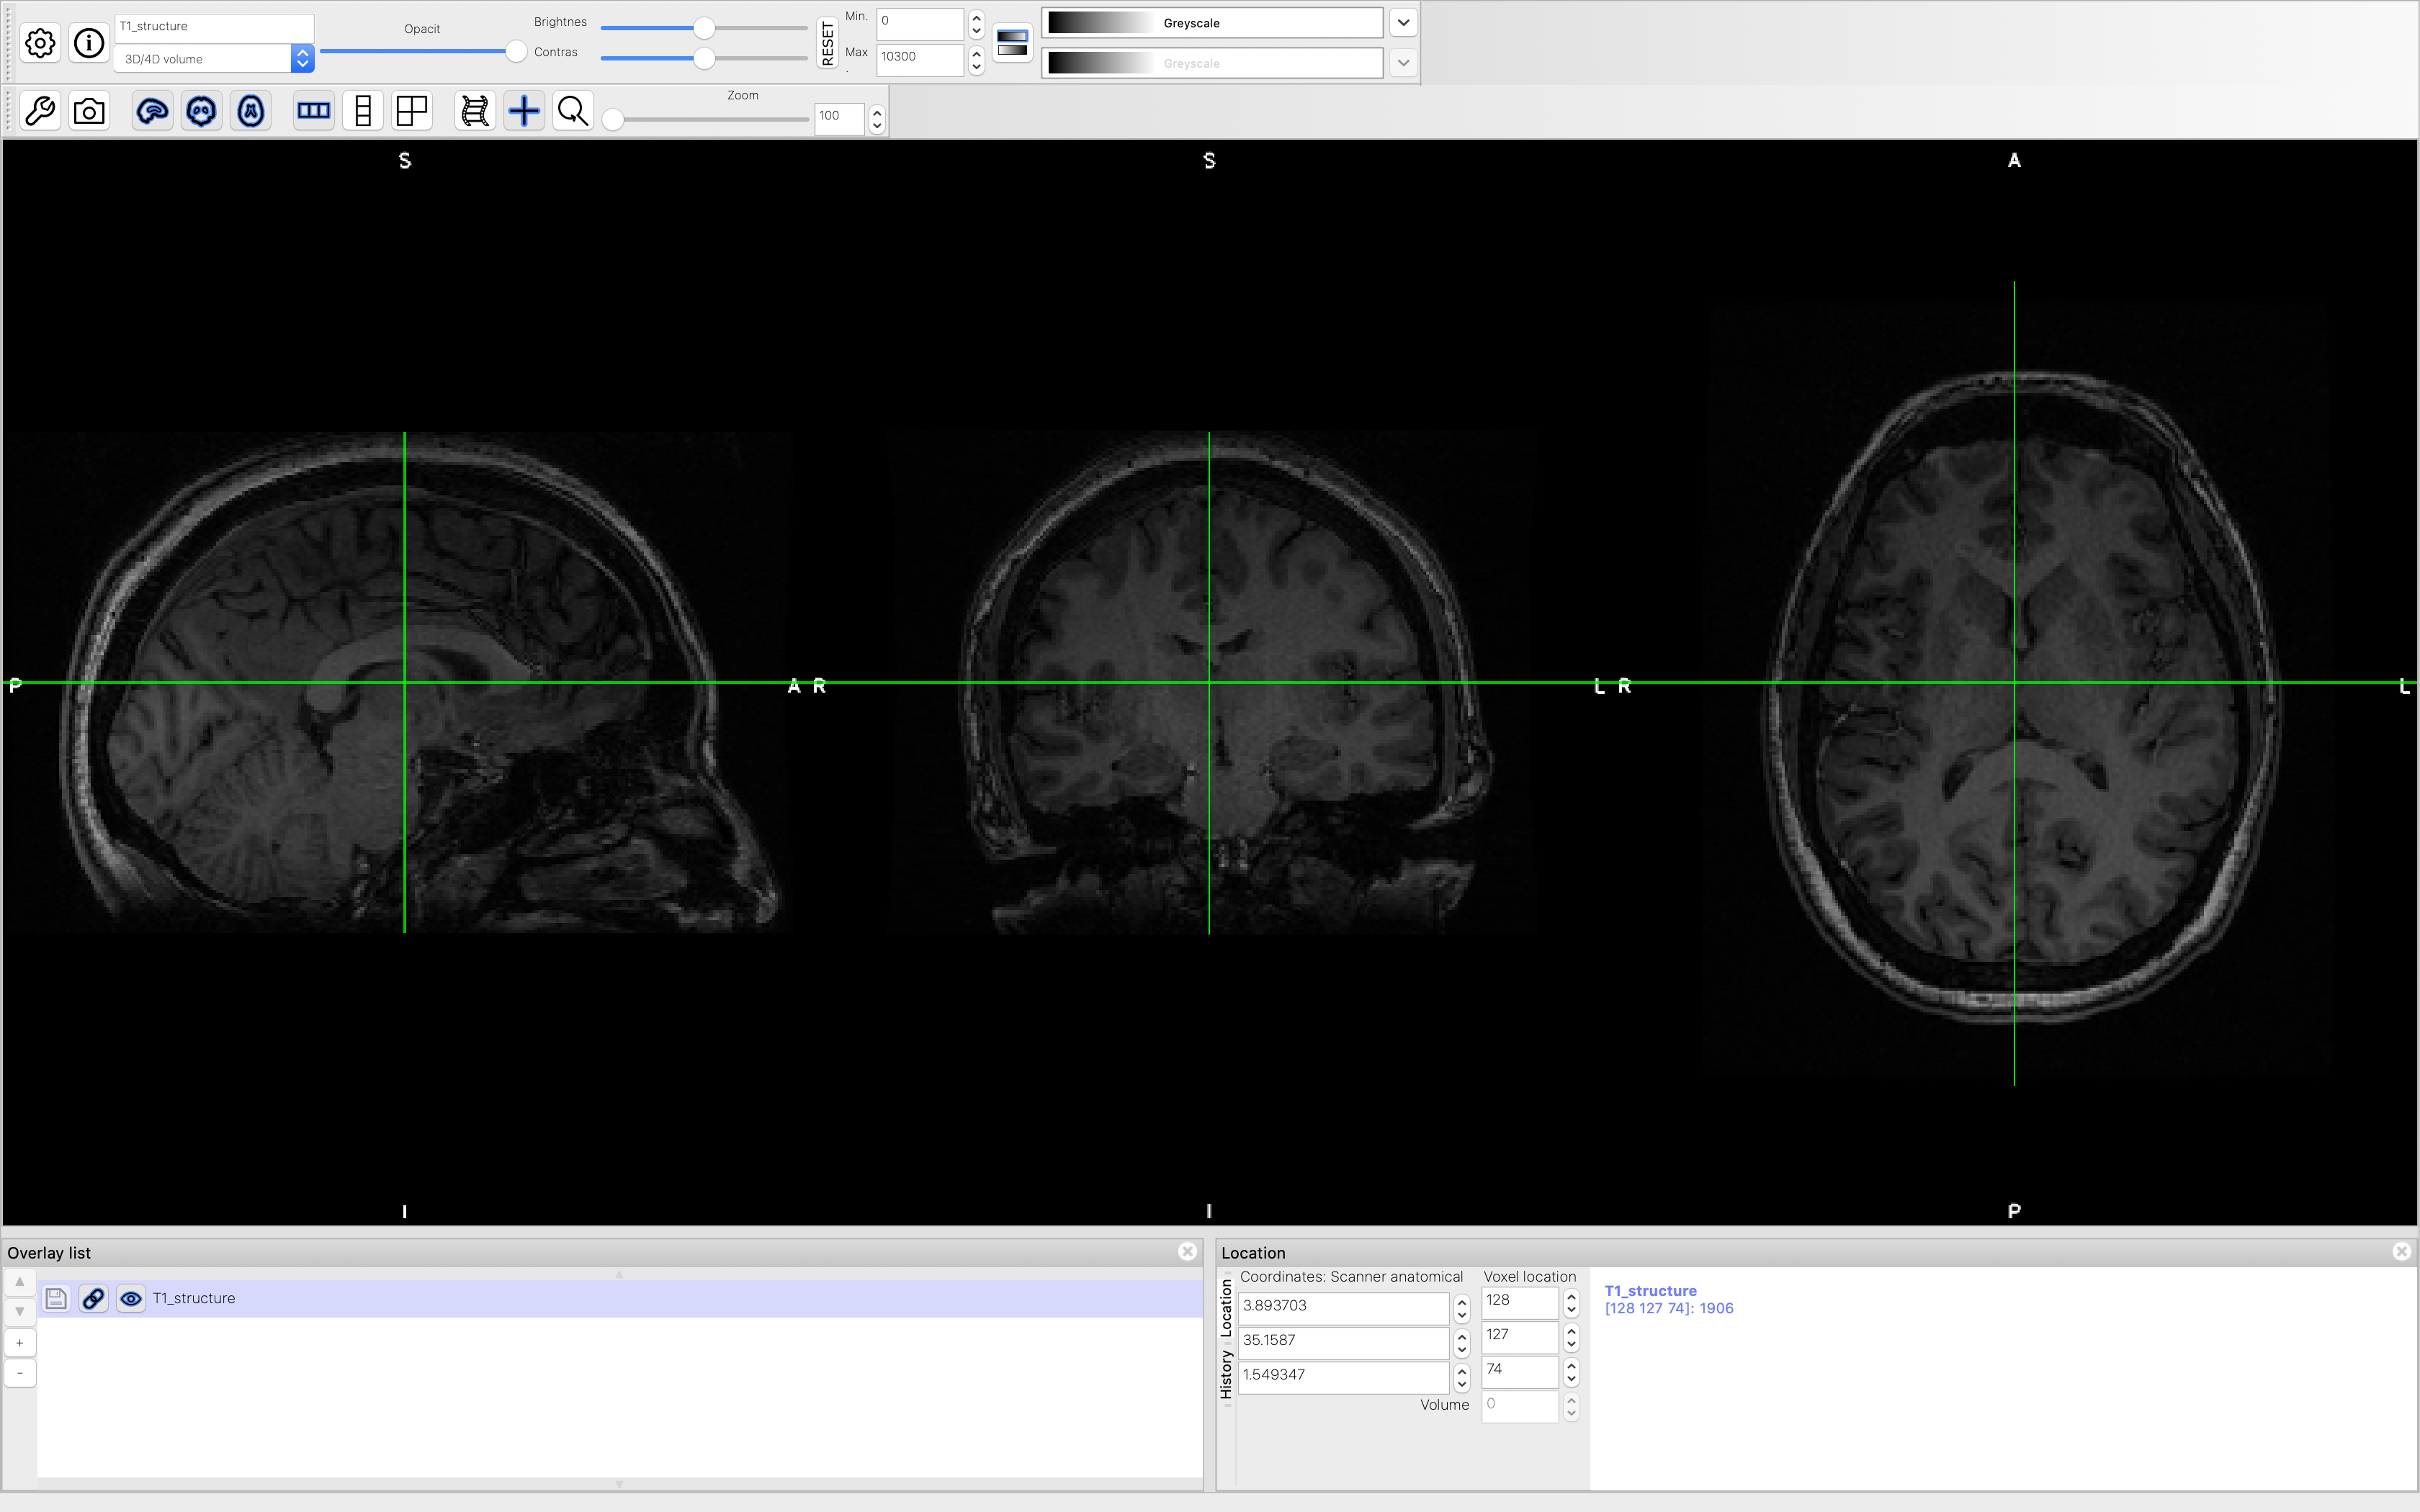 T1_structure
3D/4D volume
Opacit
Brightnes
Contras
RESET
Min.
0
Max
.
10300
Greyscale
Greyscale
Zoom
100
S
S
A
P
A
R
L
R
L
I
I
P
Overlay list
T1_structure
+
-
Location
Location
History
Coordinates: Scanner anatomical
Voxel location
3.893703
128
35.1587
127
1.549347
74
Volume
0
T1_structure
[128 127 74]: 1906